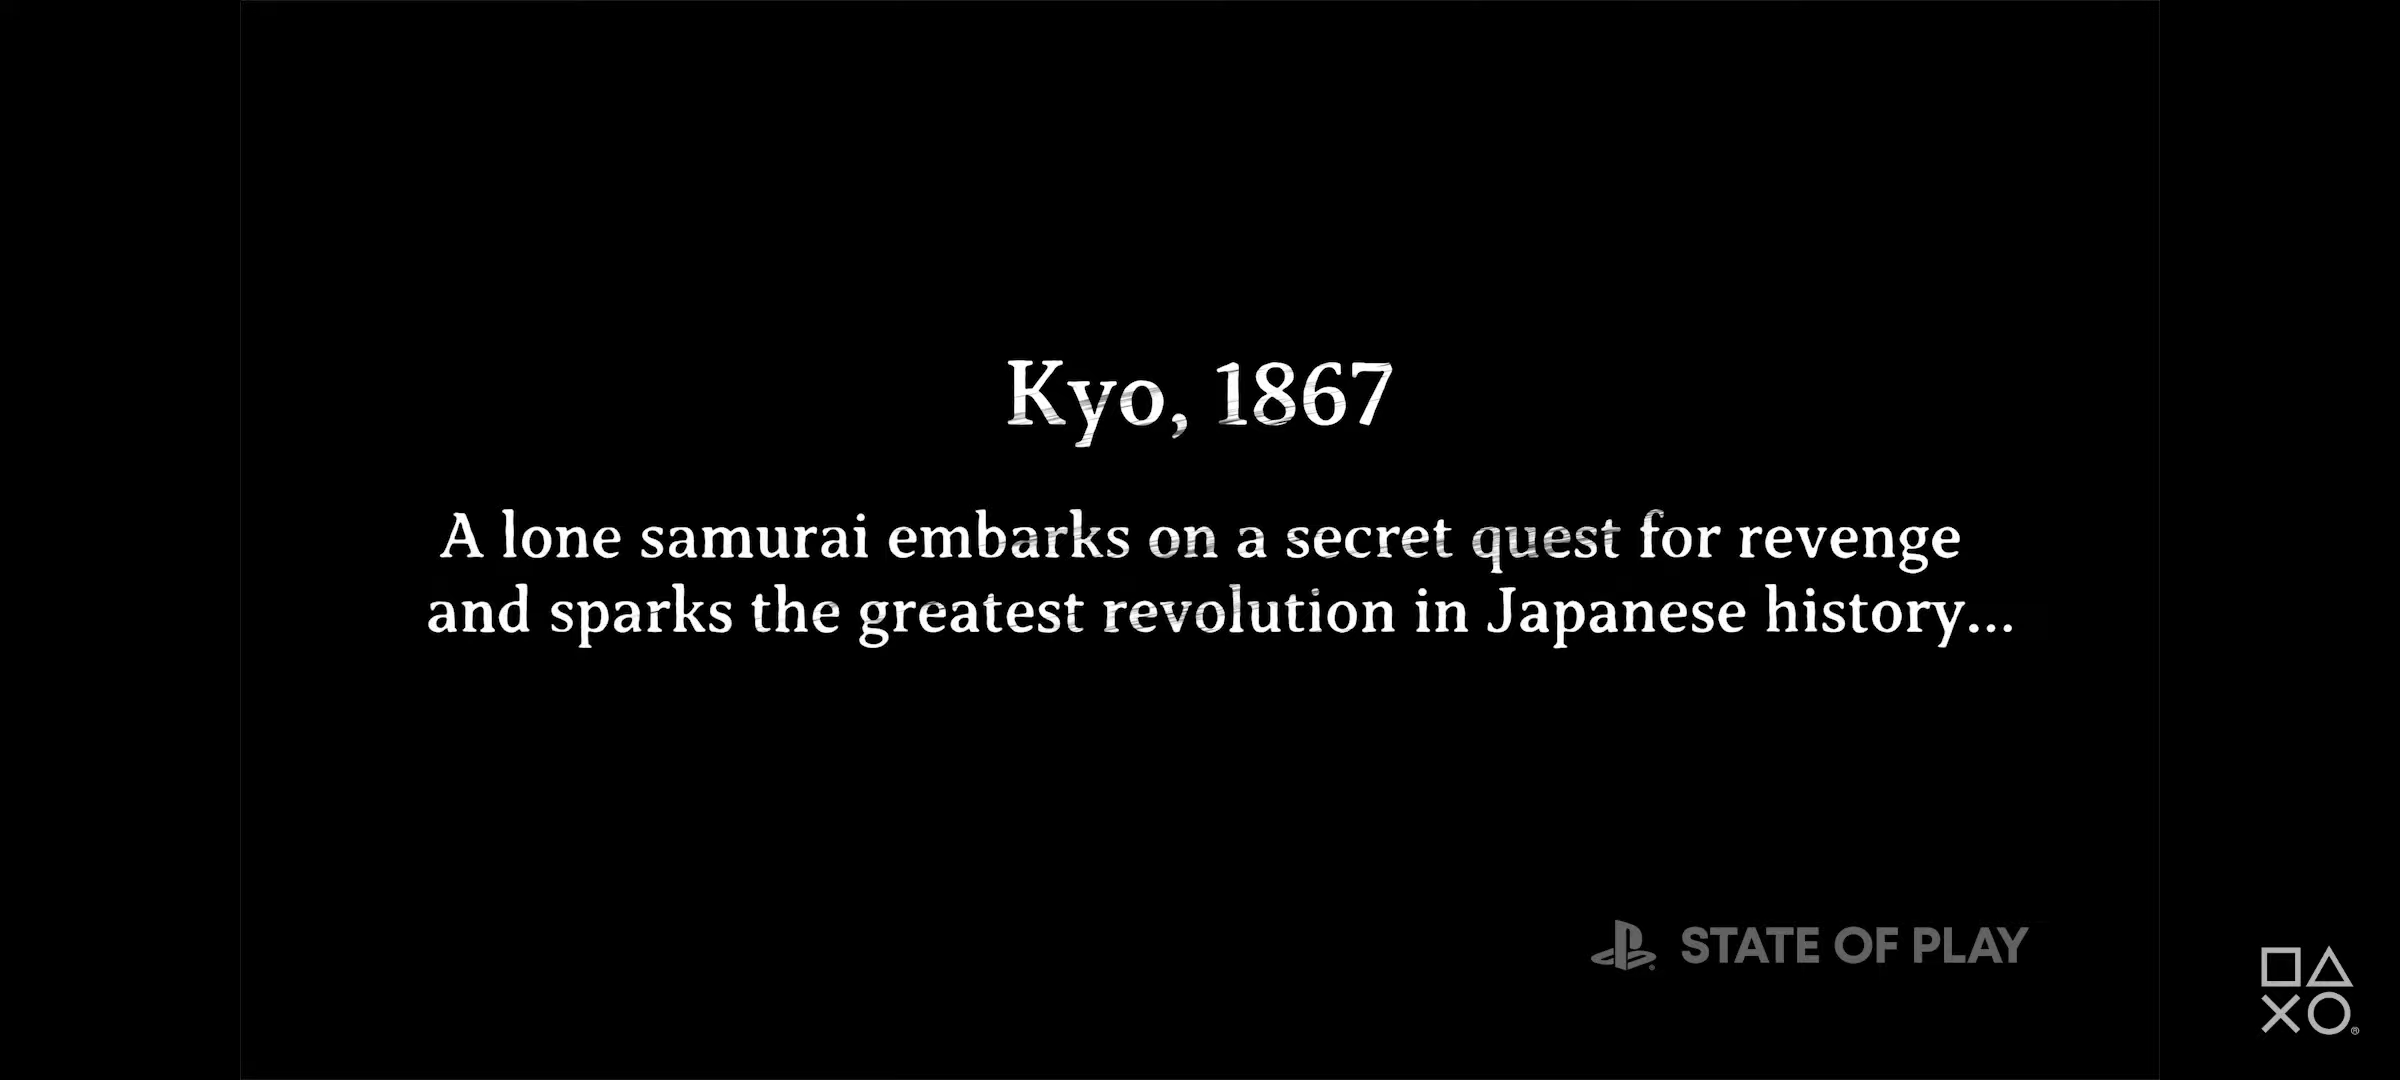 Kyo, 1867
A lone samurai embarks on a secret quest for revenge
and sparks the greatest revolution in Japanese history...
STATE OF PLAY